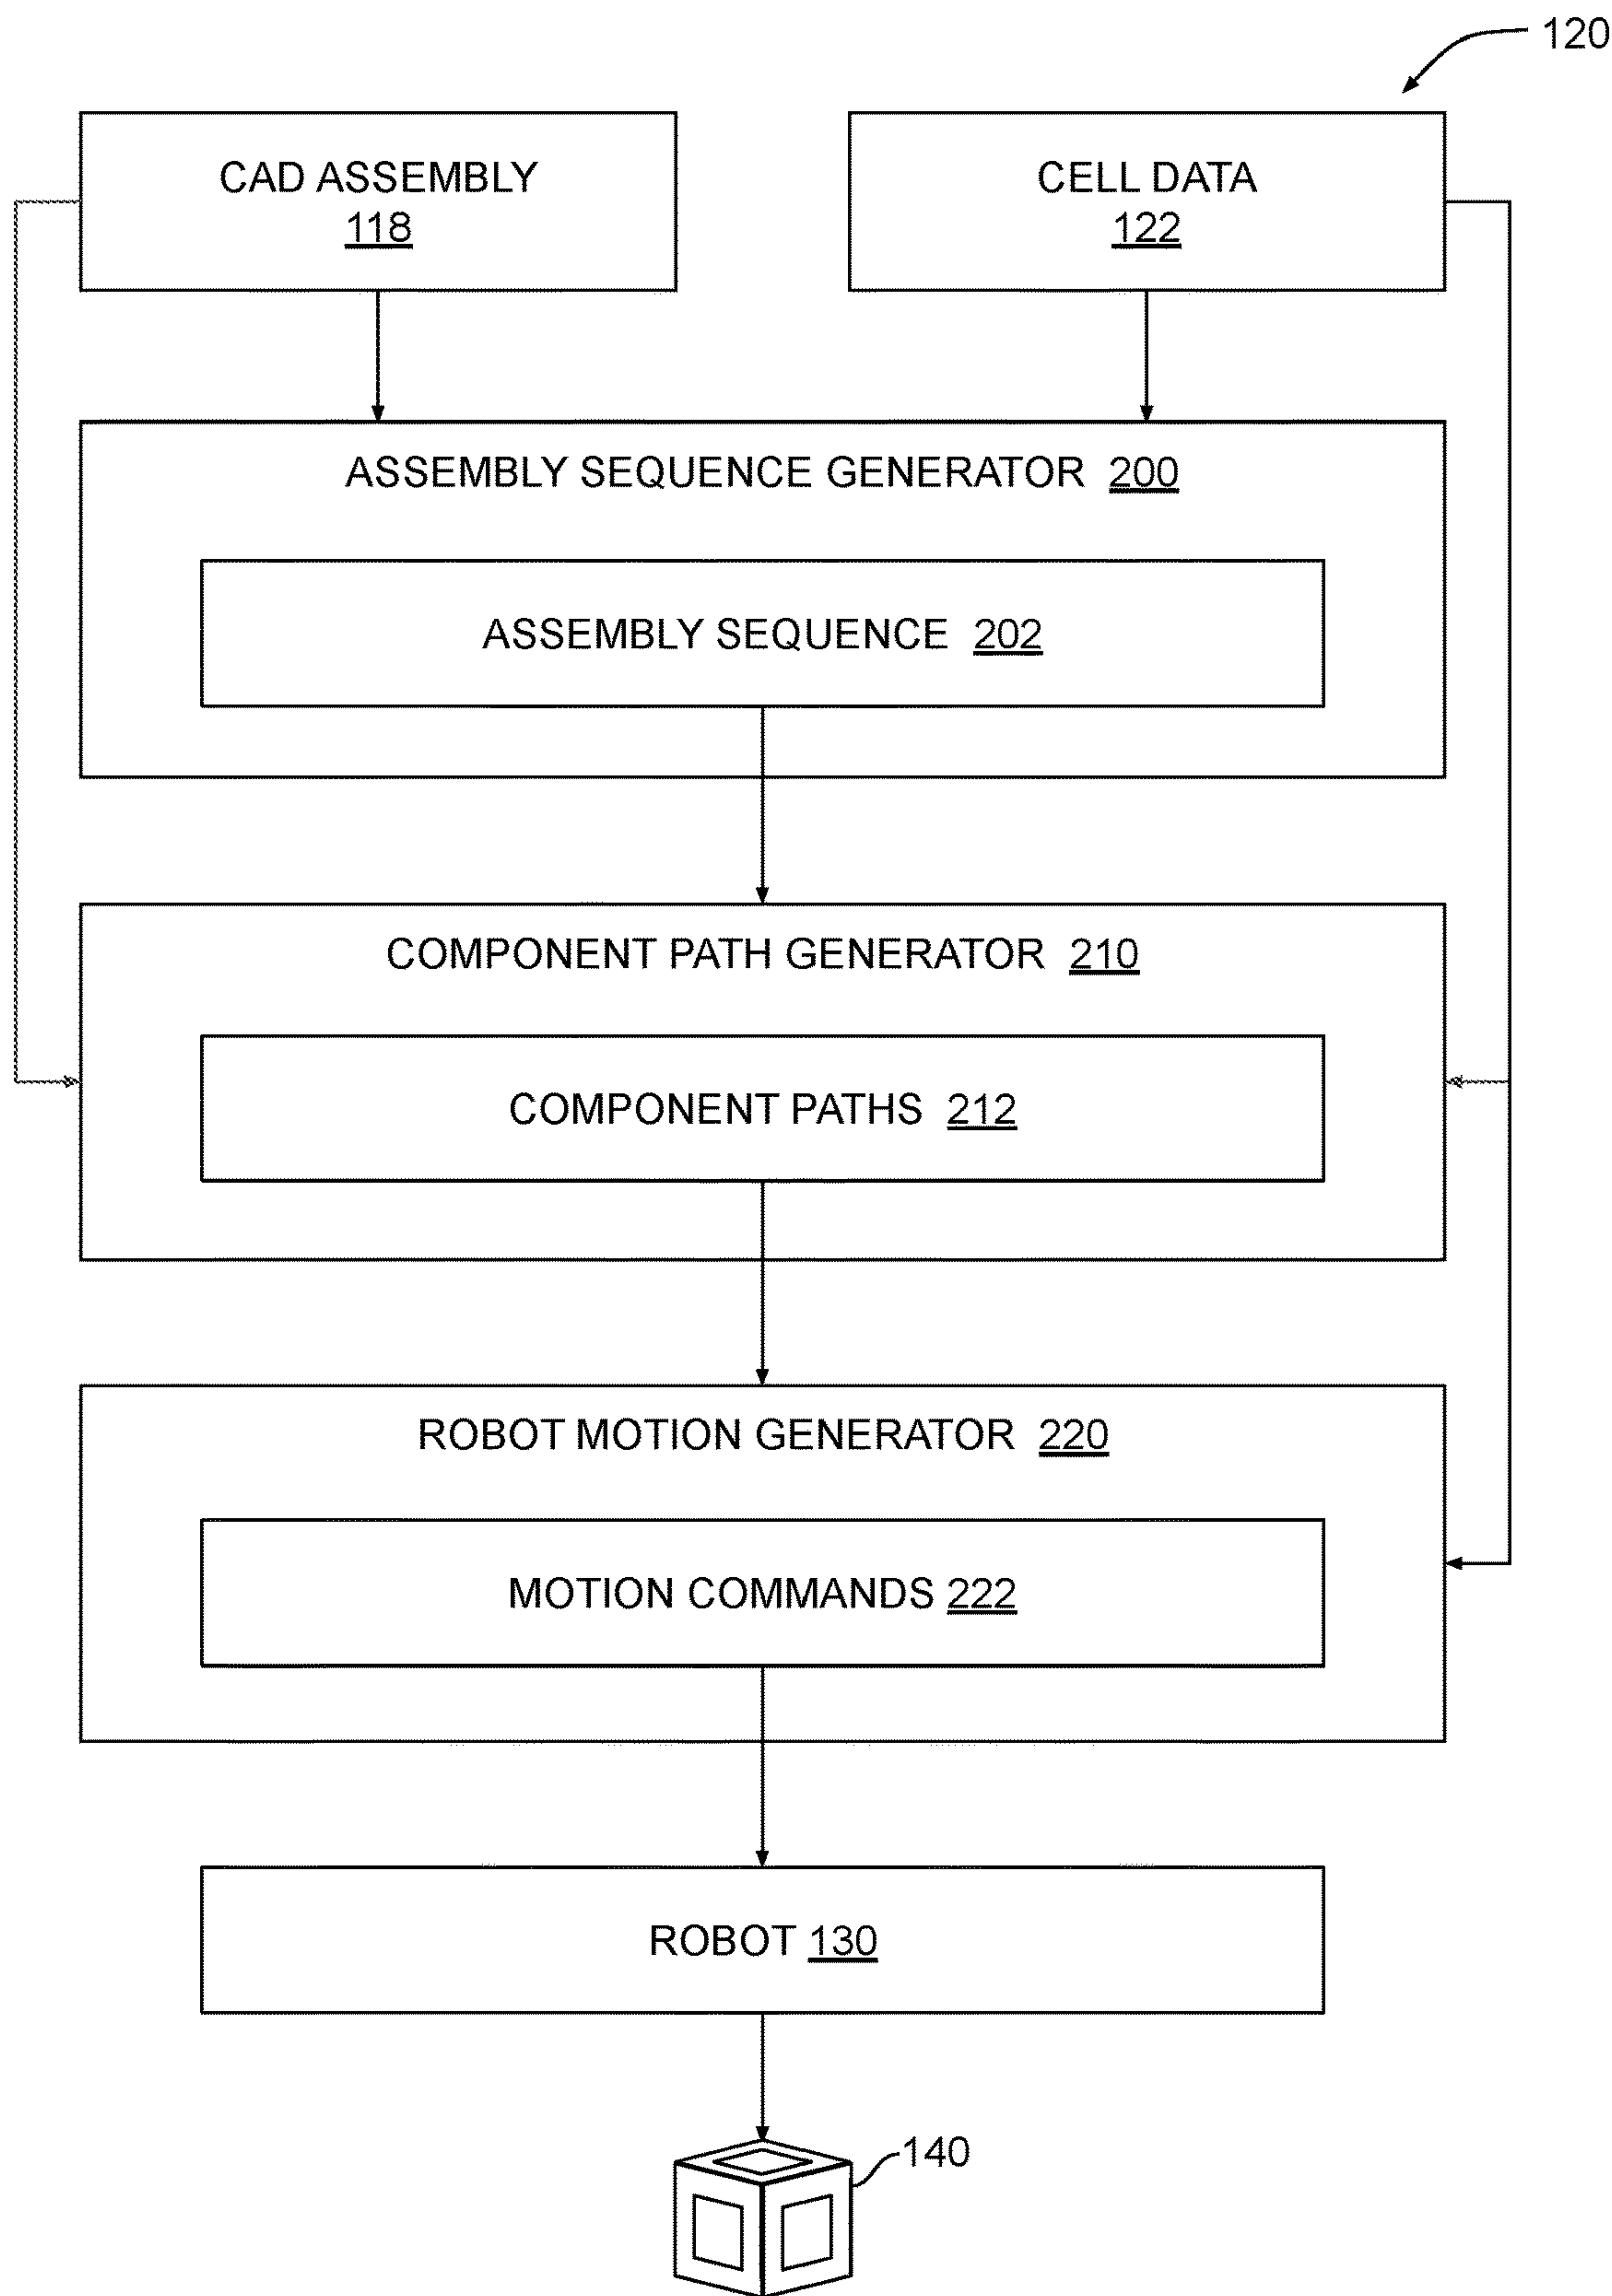 120
CAD ASSEMBLY
118
CELL DATA
122
ASSEMBLY SEQUENCE GENERATOR 200
ASSEMBLY SEQUENCE 202
COMPONENT PATH GENERATOR 210
COMPONENT PATHS 212
ROBOT MOTION GENERATOR 220
MOTION COMMANDS 222
ROBOT 130
140